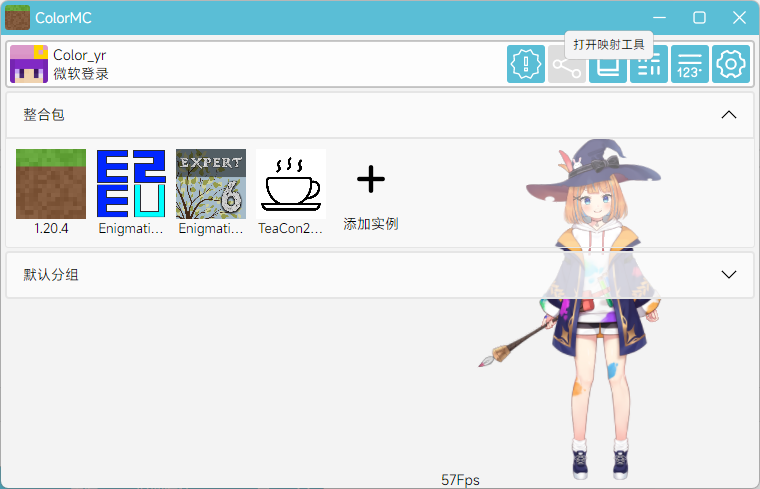 ColorMC
打开映射工具
Color_yr
微软登录
123-
整合包
EXPERT
1.20.4
Enigmati...
Enigmati...
TeaCon2...
添加实例
默认分组
57Fps